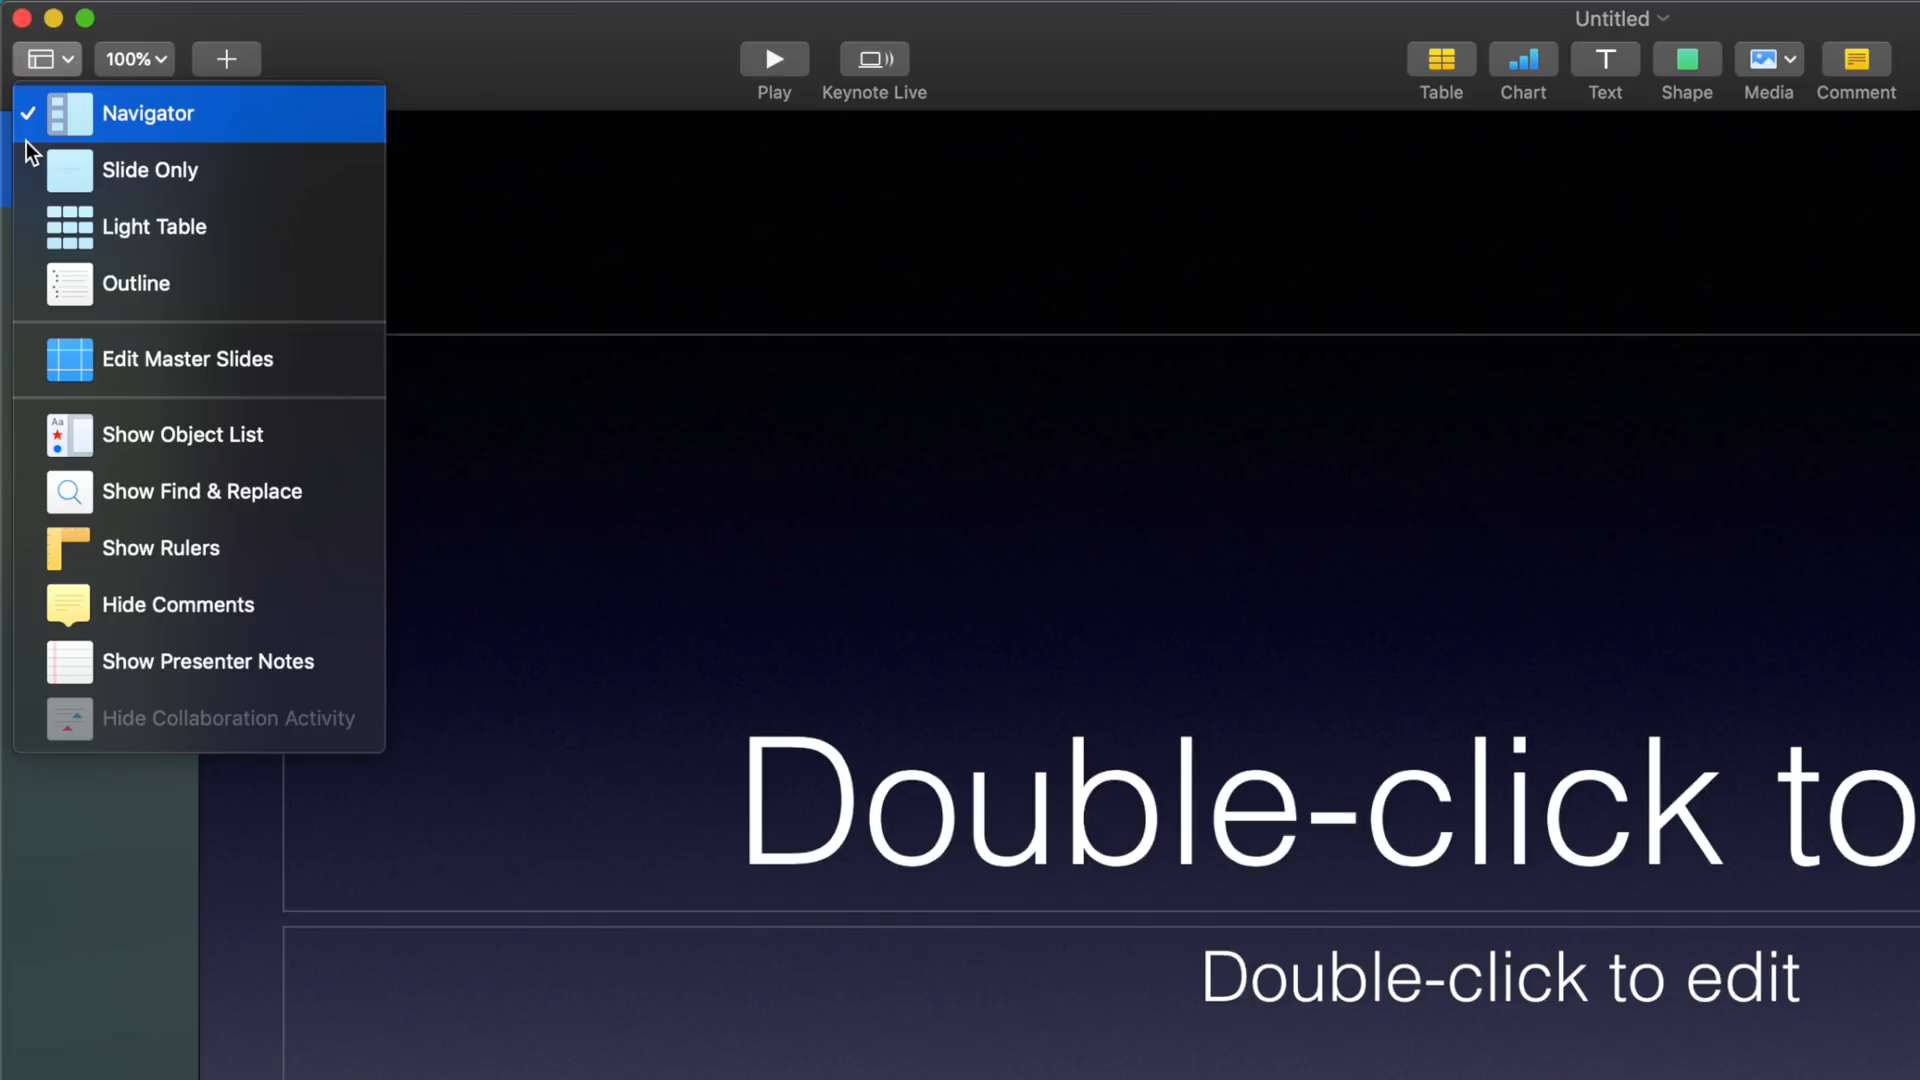 Untitled
100%
Play
Keynote Live
Table
Chart
Text
Shape
Media
Comment
Navigator
Slide Only
Light Table
Outline
Edit Master Slides
Aa
Show Object List
Show Find & Replace
Show Rulers
Hide Comments
Show Presenter Notes
Hide Collaboration Activity
Double-click to
Double-click to edit